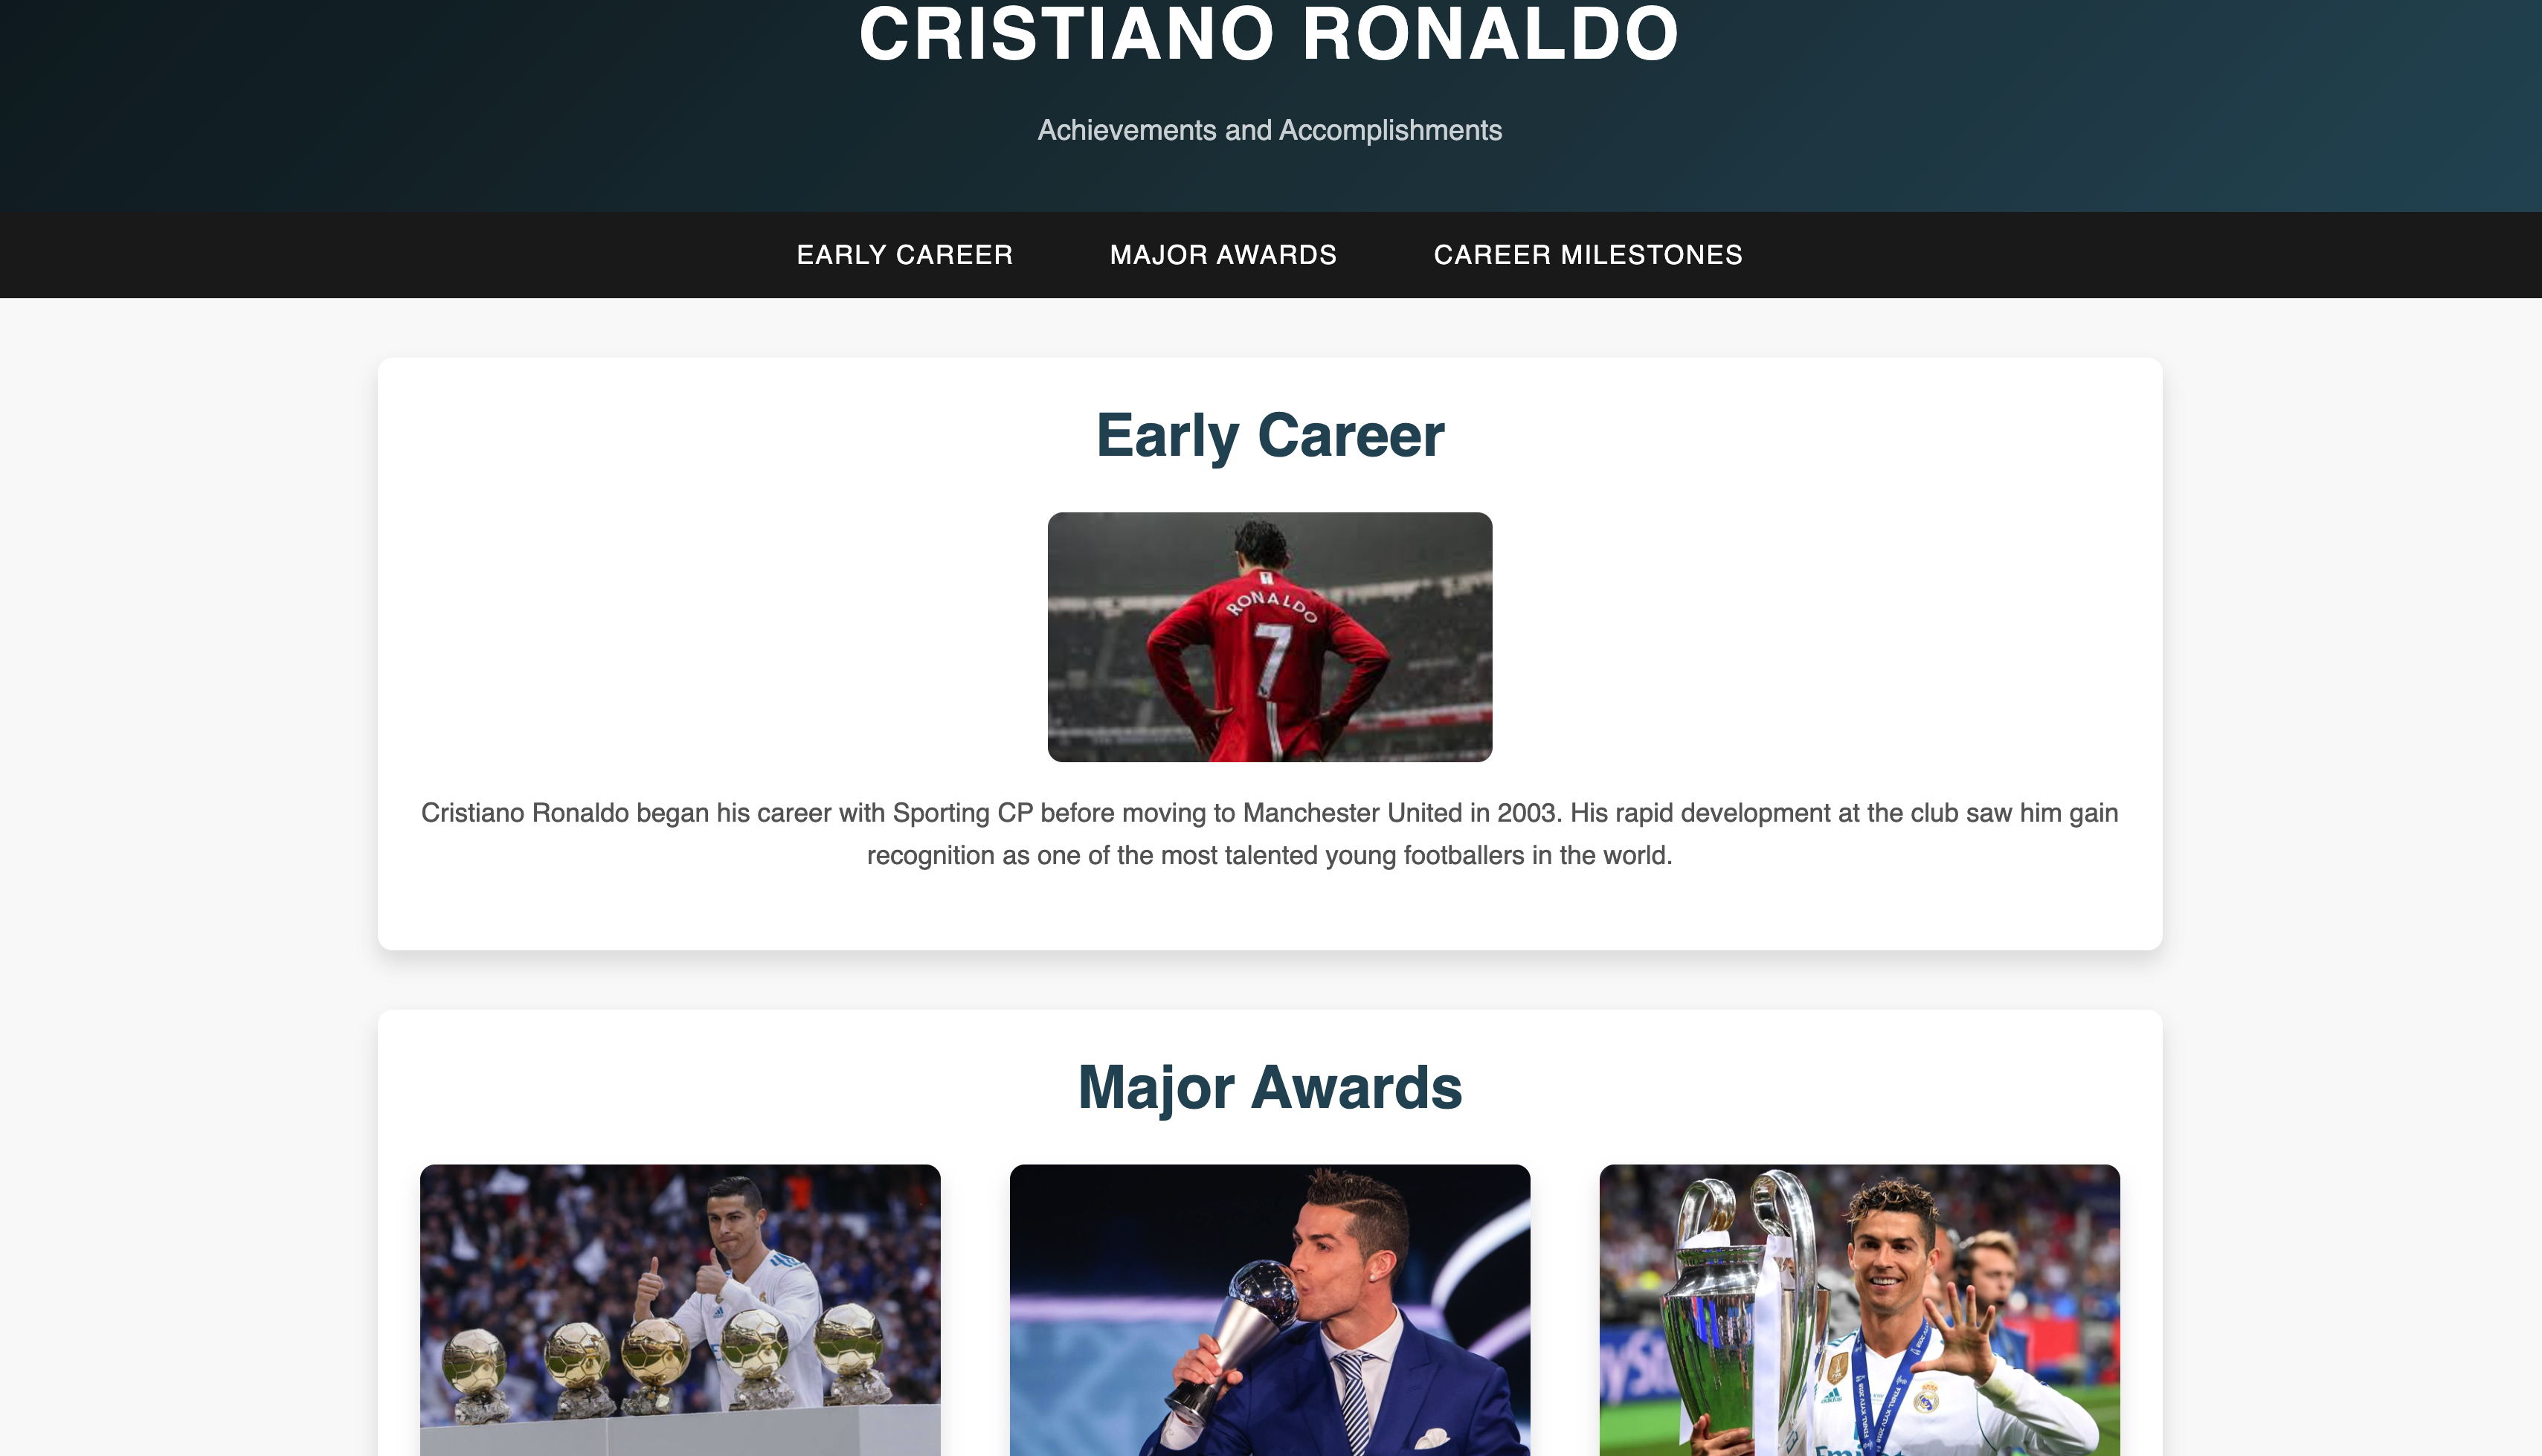 CRISTIANO RONALDO
Achievements and Accomplishments
EARLY CAREER MAJOR AWARDS CAREER MILESTONES
Early Career
RONALDO
7
Cristiano Ronaldo began his career with Sporting CP before moving to Manchester United in 2003. His rapid development at the club saw him gain
recognition as one of the most talented young footballers in the world.
Major Awards